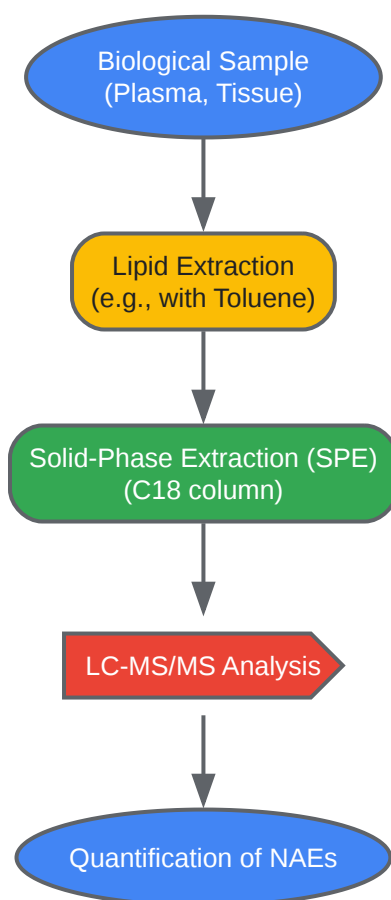 Biological Sample
(Plasma, Tissue)
Lipid Extraction
(e.g., with Toluene)
Solid-Phase Extraction (SPE)
(C18 column)
LC-MS/MS Analysis
Quantification of NAEs